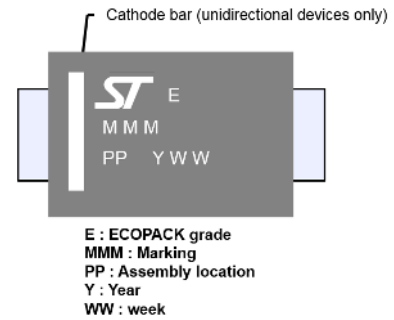 Cathode bar (unidirectional devices only)
ST E
M M M
PP Y W W
E : ECOPACK grade
MMM : Marking
PP : Assembly location
Y : Year
WW : week